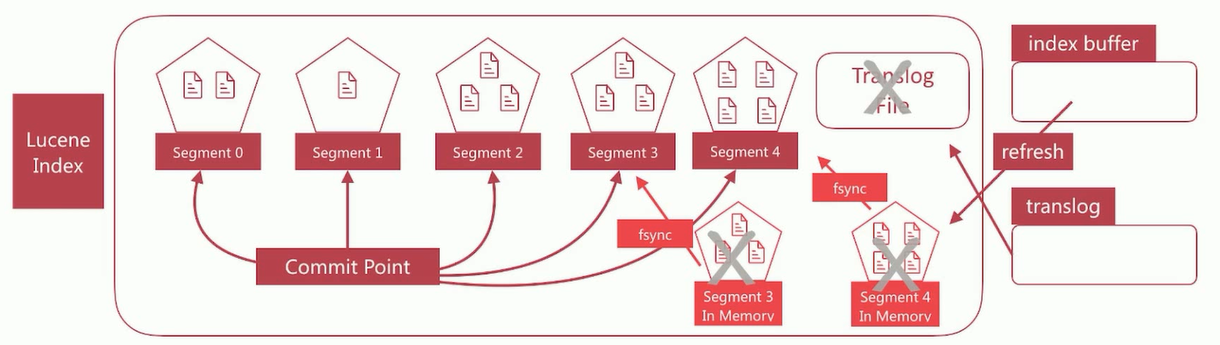 Lucene
Index
Segment 0
Segment 1
Segment 2
Segment 3
Segment 4
Translog
File
index buffer
refresh
translog
fsync
fsync
Commit Point
Segment 3
In Memory
Segment 4
In Memory